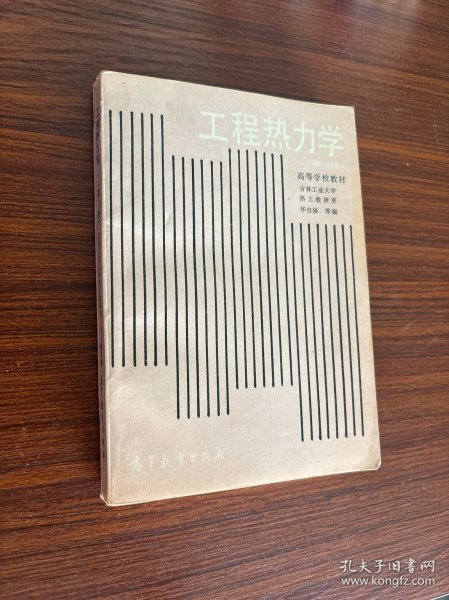 工程热力学
高等学校教材
吉林工业大学
热工教研室
华自强 等编
高等教育出版社
孔夫子旧书网
www.kongfz.com